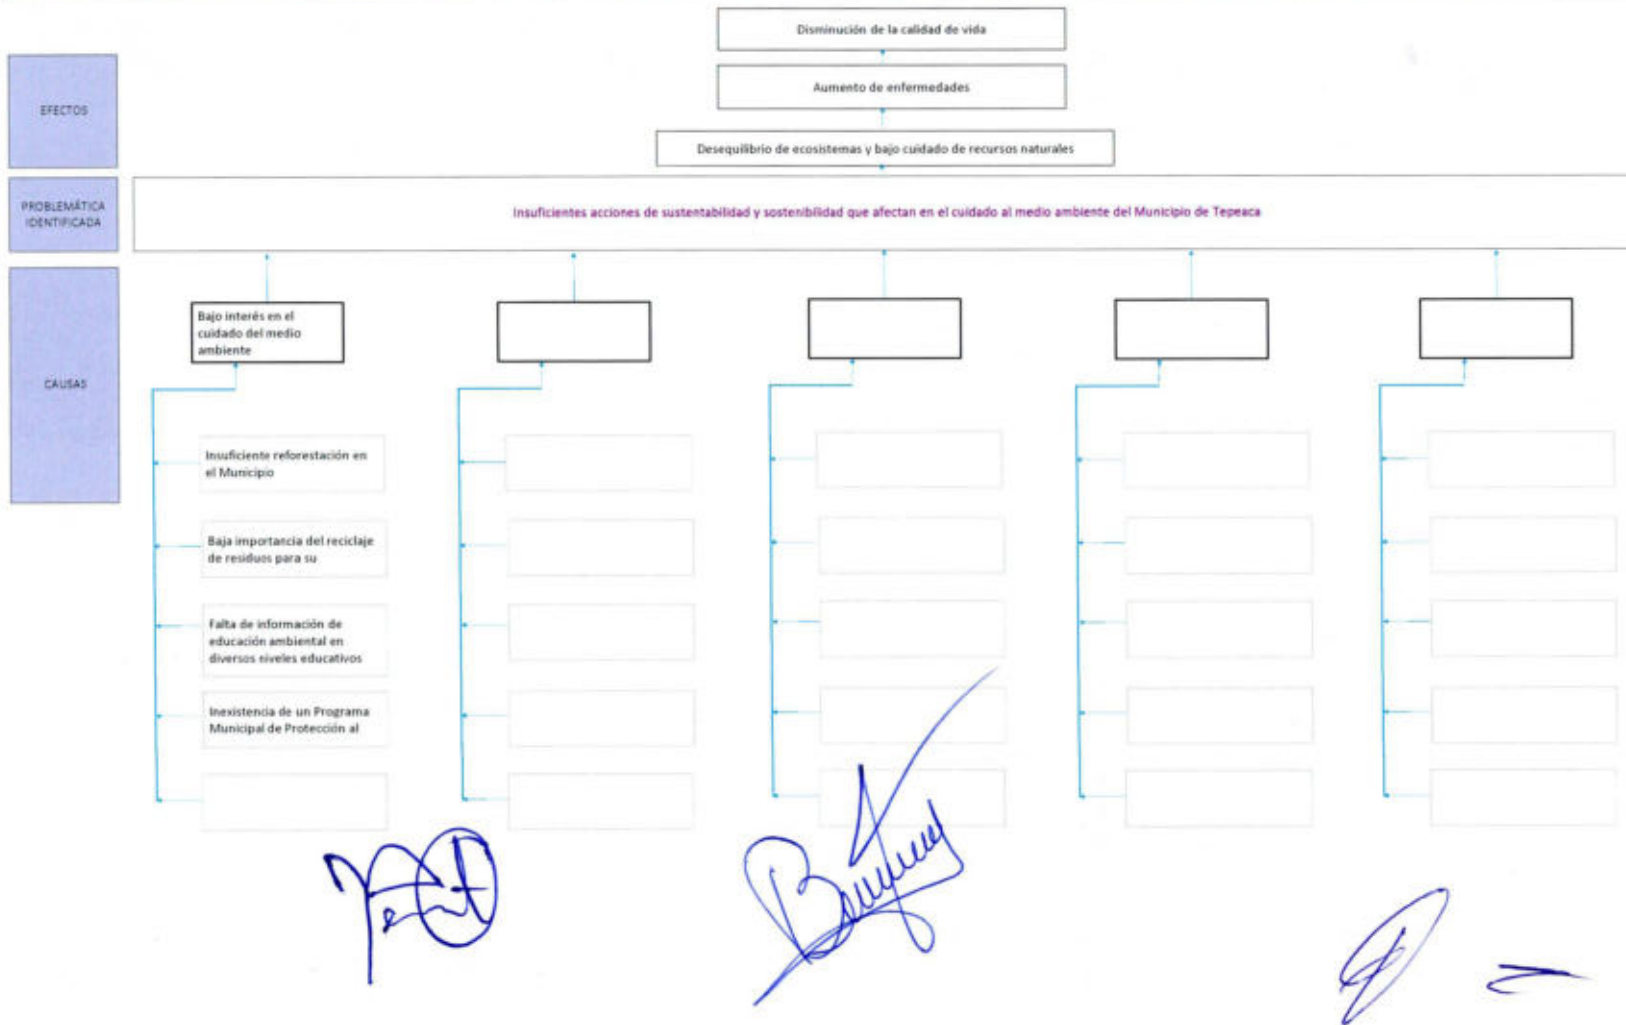 Disminución de la calidad de vida
EFECTOS
Aumento de enfermedades
Desequilibrio de ecosistemas y bajo cuidado de recursos naturales
PROBLEMÁTICA
IDENTIFICADA
Insuficientes acciones de sustentabilidad y sostenibilidad que afectan en el cuidado al medio ambiente del Municipio de Tepeaca
CAUSAS
Bajo interés en el
cuidado del medio
ambiente
Insuficiente reforestación en
el Municipio
Baja importancia del reciclaje
de residuos para su
Falta de información de
educación ambiental en
diversos niveles educativos
Inexistencia de un Programa
Municipal de Protección al